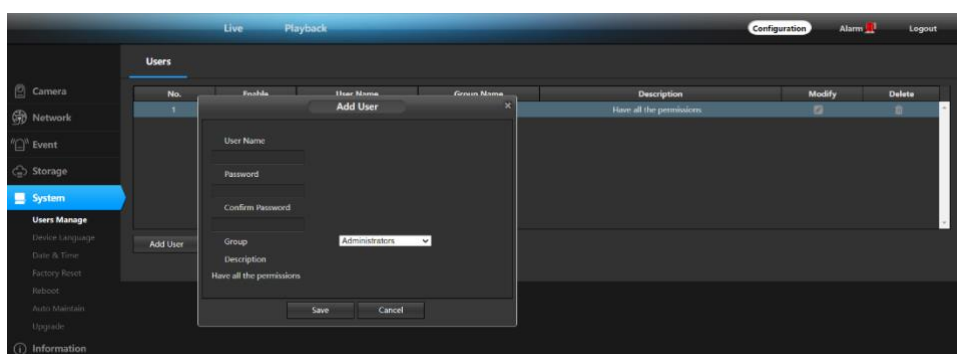 Live Playback Configuration Alarm Logout
Users
Camera
Network
Event
Storage
System
Users Manage
Device Language
Date & Time
Factory Reset
Reboot
Auto Maintain
Upgrade
Information
No. Enable User Name Group Name Description Modify Delete
1 Have all the permissions
Add User
Add User
×
User Name
Password
Confirm Password
Group Administrators
Description
Have all the permissions
Save Cancel